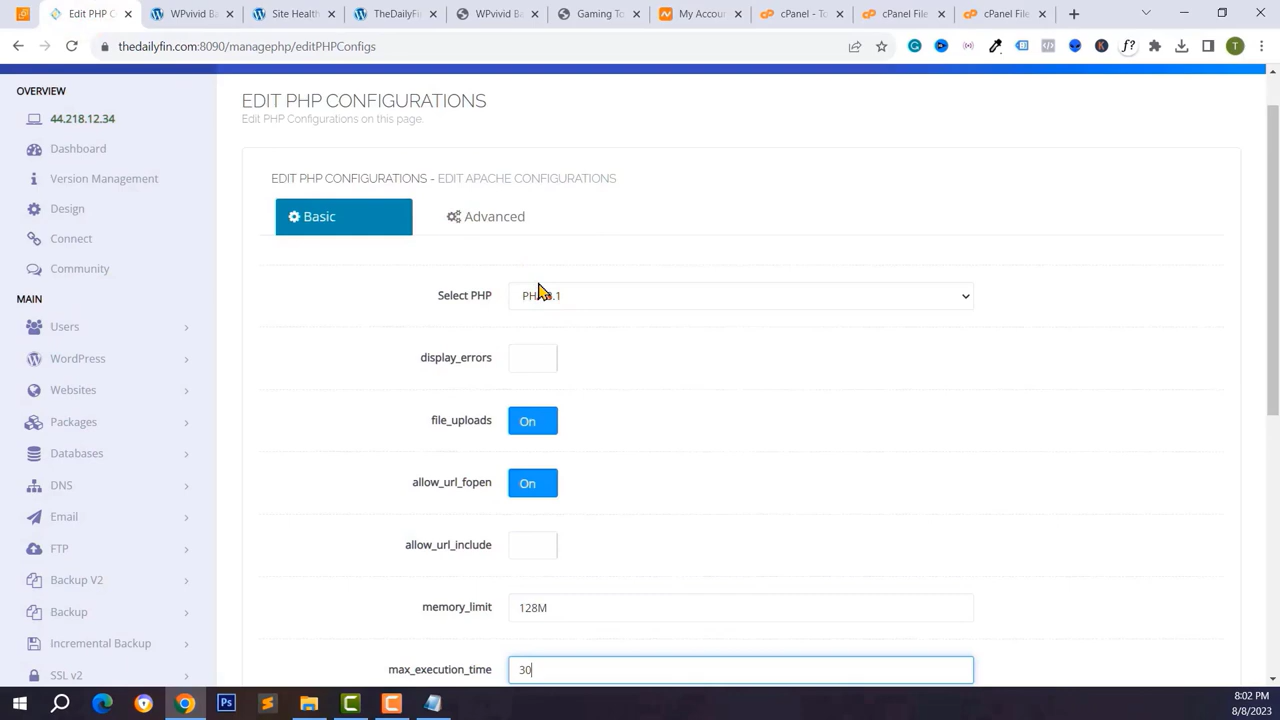 Edit PHP C
WPvivid Ba
Site Health
TheDailyFin
WPvivid Ba
Gaming To
My Accou
cPanel - To
cPanel File
cPanel File
thedailyfin.com:8090/managephp/editPHPConfigs
T
OVERVIEW
44.218.12.34
Dashboard
Version Management
Design
Connect
Community
MAIN
Users
WordPress
Websites
Packages
Databases
DNS
Email
FTP
Backup V2
Backup
Incremental Backup
SSL v2
EDIT PHP CONFIGURATIONS
Edit PHP Configurations on this page.
EDIT PHP CONFIGURATIONS - EDIT APACHE CONFIGURATIONS
Basic
Advanced
Select PHP
display_errors
file_uploads
On
allow_url_fopen
On
allow_url_include
memory_limit
128M
max_execution_time
30
8:02 PM
8/8/2023